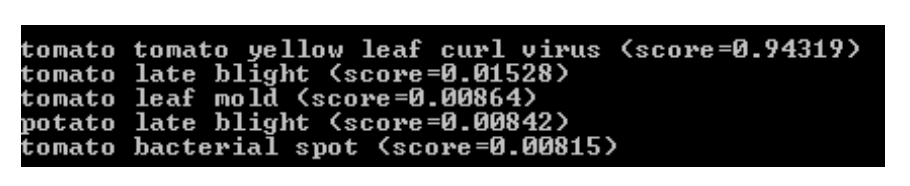 tomato tomato yellow leaf curl virus (score=0.94319)
tomato late blight (score=0.01528)
tomato leaf mold (score=0.00864)
potato late blight (score=0.00842)
tomato bacterial spot (score=0.00815)